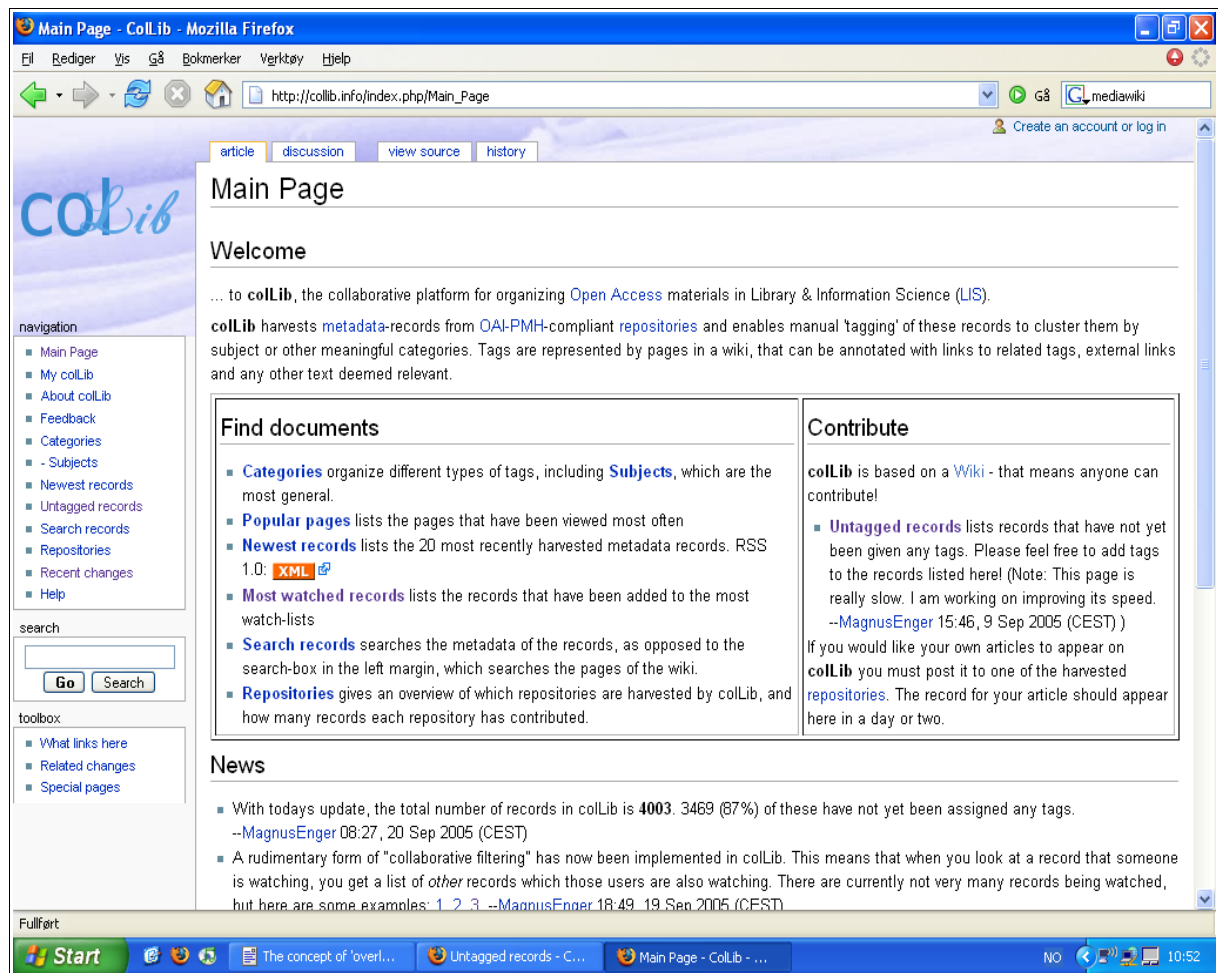 Main Page - ColLib - Mozilla Firefox
Fil Rediger Vis Gå Bokmerker Verktøy Hjelp
http://collib.info/index.php/Main_Page
Gå
G mediawiki
Create an account or log in
article discussion view source history
colLib
Main Page
Welcome
... to colLib, the collaborative platform for organizing Open Access materials in Library & Information Science (LIS).
colLib harvests metadata-records from OAI-PMH-compliant repositories and enables manual 'tagging' of these records to cluster them by
subject or other meaningful categories. Tags are represented by pages in a wiki, that can be annotated with links to related tags, external links
and any other text deemed relevant.
navigation
Main Page
My colLib
About colLib
Feedback
Categories
- Subjects
Newest records
Untagged records
Search records
Repositories
Recent changes
Help
search
Go Search
toolbox
What links here
Related changes
Special pages
Find documents
Categories organize different types of tags, including Subjects, which are the
most general.
Popular pages lists the pages that have been viewed most often
Newest records lists the 20 most recently harvested metadata records. RSS
1.0: XML
Most watched records lists the records that have been added to the most
watch-lists
Search records searches the metadata of the records, as opposed to the
search-box in the left margin, which searches the pages of the wiki.
Repositories gives an overview of which repositories are harvested by colLib, and
how many records each repository has contributed.
Contribute
colLib is based on a Wiki - that means anyone can
contribute!
Untagged records lists records that have not yet
been given any tags. Please feel free to add tags
to the records listed here! (Note: This page is
really slow. I am working on improving its speed.
--MagnusEnger 15:46, 9 Sep 2005 (CEST) )
If you would like your own articles to appear on
colLib you must post it to one of the harvested
repositories. The record for your article should appear
here in a day or two.
News
With todays update, the total number of records in colLib is 4003. 3469 (87%) of these have not yet been assigned any tags.
--MagnusEnger 08:27, 20 Sep 2005 (CEST)
A rudimentary form of "collaborative filtering" has now been implemented in colLib. This means that when you look at a record that someone
is watching, you get a list of other records which those users are also watching. There are currently not very many records being watched,
but here are some examples: 1, 2, 3. --MagnusEnger 18:49, 19 Sep 2005 (CEST)
Fullført
Start The concept of 'overl... Untagged records - C... Main Page - ColLib - ... NO 10:52